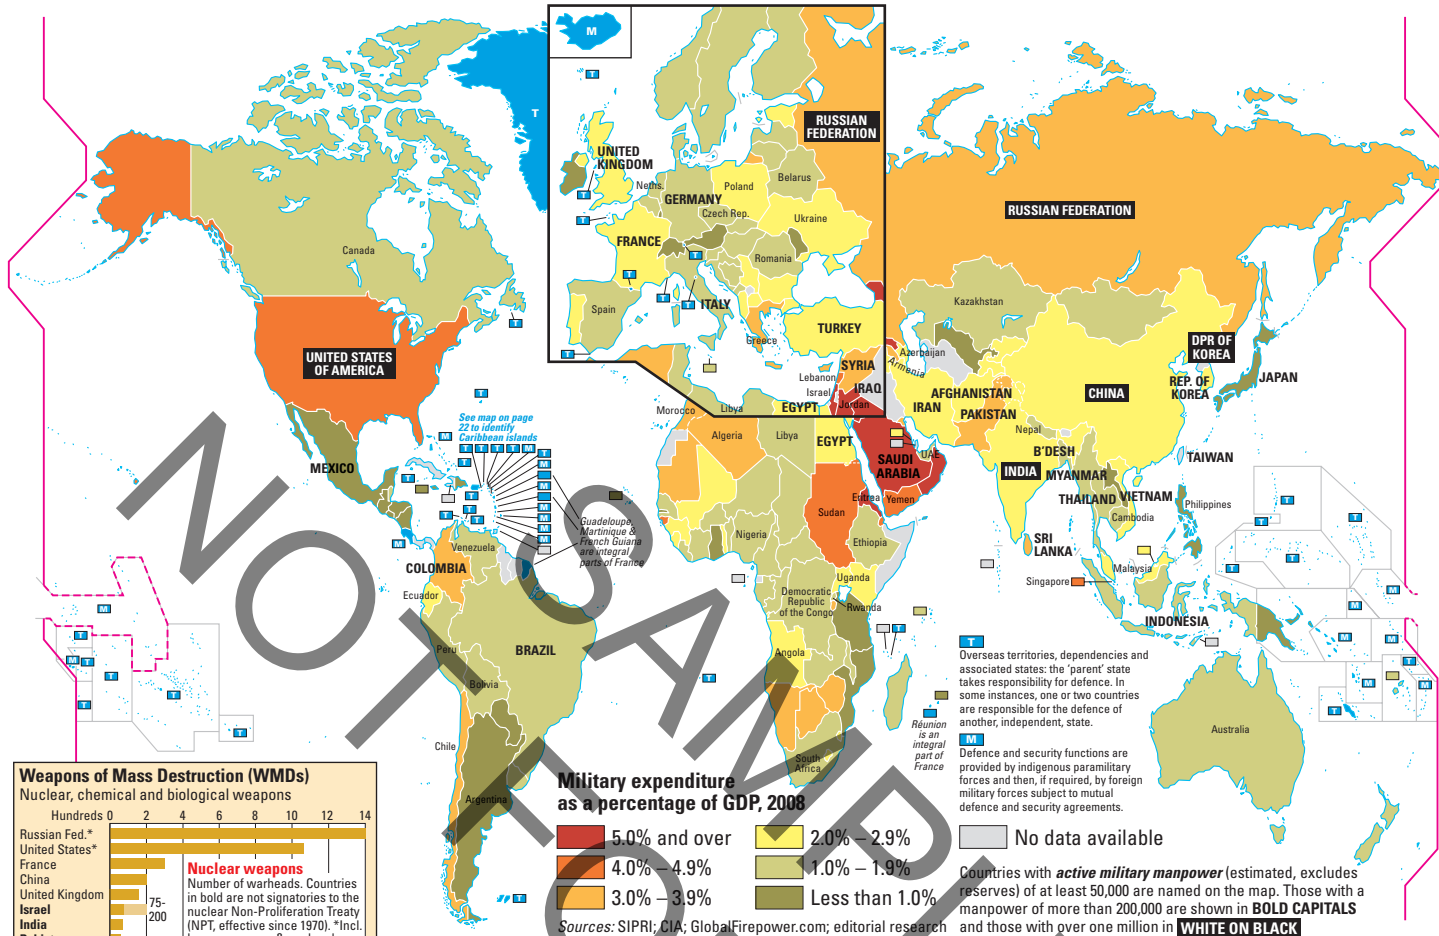 M
T
T
RUSSIAN
FEDERATION
UNITED
KINGDOM
T
T
Neths.
Poland
Belarus
GERMANY
Czech Rep.
Ukraine
FRANCE
T
Romania
T
T
T
ITALY
Spain
TURKEY
Greece
T
SYRIA
Lebanon
Israel
IRAQ
Jordan
Morocco
Libya
EGYPT
RUSSIAN FEDERATION
Canada
T
UNITED STATES
OF AMERICA
Kazakhstan
Azerbaijan
Armenia
DPR OF
KOREA
REP. OF
KOREA
JAPAN
AFGHANISTAN
IRAN
PAKISTAN
CHINA
T
See map on page
22 to identify
Caribbean islands
M
T T T T M T
M
M
M
M
M
M
T
T
T
T
T
T
M
MEXICO
Algeria
Libya
EGYPT
SAUDI
ARABIA
UAE
Nepal
B'DESH
INDIA
MYANMAR
TAIWAN
THAILAND
VIETNAM
Philippines
Cambodia
Guadeloupe,
Martinique &
French Guiana
are integral
parts of France
Sudan
Eritrea
Yemen
Nigeria
Ethiopia
SRI
LANKA
Malaysia
Singapore
INDONESIA
Venezuela
COLOMBIA
Ecuador
Peru
BRAZIL
Bolivia
Chile
Argentina
Uganda
Democratic
Republic
of the Congo
Rwanda
Angola
South
Africa
T
T
Réunion
is an
integral
part of
France
Australia
T
T
M
T
T
M
M
M
M
T
M
M
T
M
T
M
T
T
T
T
T
T
NOT SAMPL
T
Overseas territories, dependencies and
associated states: the 'parent' state
takes responsibility for defence. In
some instances, one or two countries
are responsible for the defence of
another, independent, state.
M
Defence and security functions are
provided by indigenous paramilitary
forces and then, if required, by foreign
military forces subject to mutual
defence and security agreements.
Weapons of Mass Destruction (WMDs)
Nuclear, chemical and biological weapons
Hundreds 0 2 4 6 8 10 12 14
Russian Fed.*
United States*
France
China
United Kingdom
Israel
India
75-
200
Nuclear weapons
Number of warheads. Countries
in bold are not signatories to the
nuclear Non-Proliferation Treaty
(NPT, effective since 1970). *Incl.
Military expenditure
as a percentage of GDP, 2008
5.0% and over
4.0% – 4.9%
3.0% – 3.9%
2.0% – 2.9%
1.0% – 1.9%
Less than 1.0%
No data available
Sources: SIPRI; CIA; GlobalFirepower.com; editorial research
Countries with active military manpower (estimated, excludes
reserves) of at least 50,000 are named on the map. Those with a
manpower of more than 200,000 are shown in BOLD CAPITALS
and those with over one million in WHITE ON BLACK